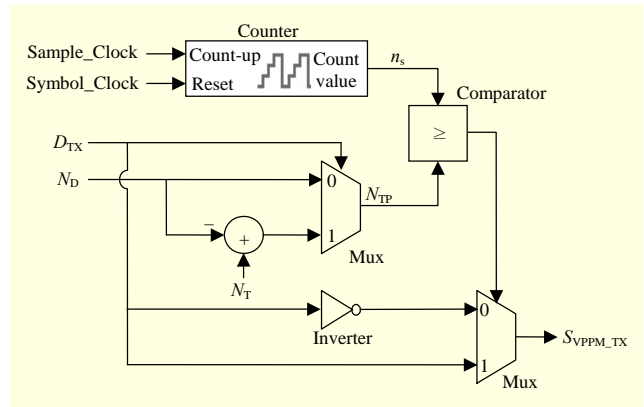 Counter
Sample_Clock
Count-up
Count
n_s
Symbol_Clock
Reset
value
Comparator
≥
D_TX
N_D
0
N_TP
−
+
1
Mux
N_T
0
Inverter
S_VPPM_TX
1
Mux